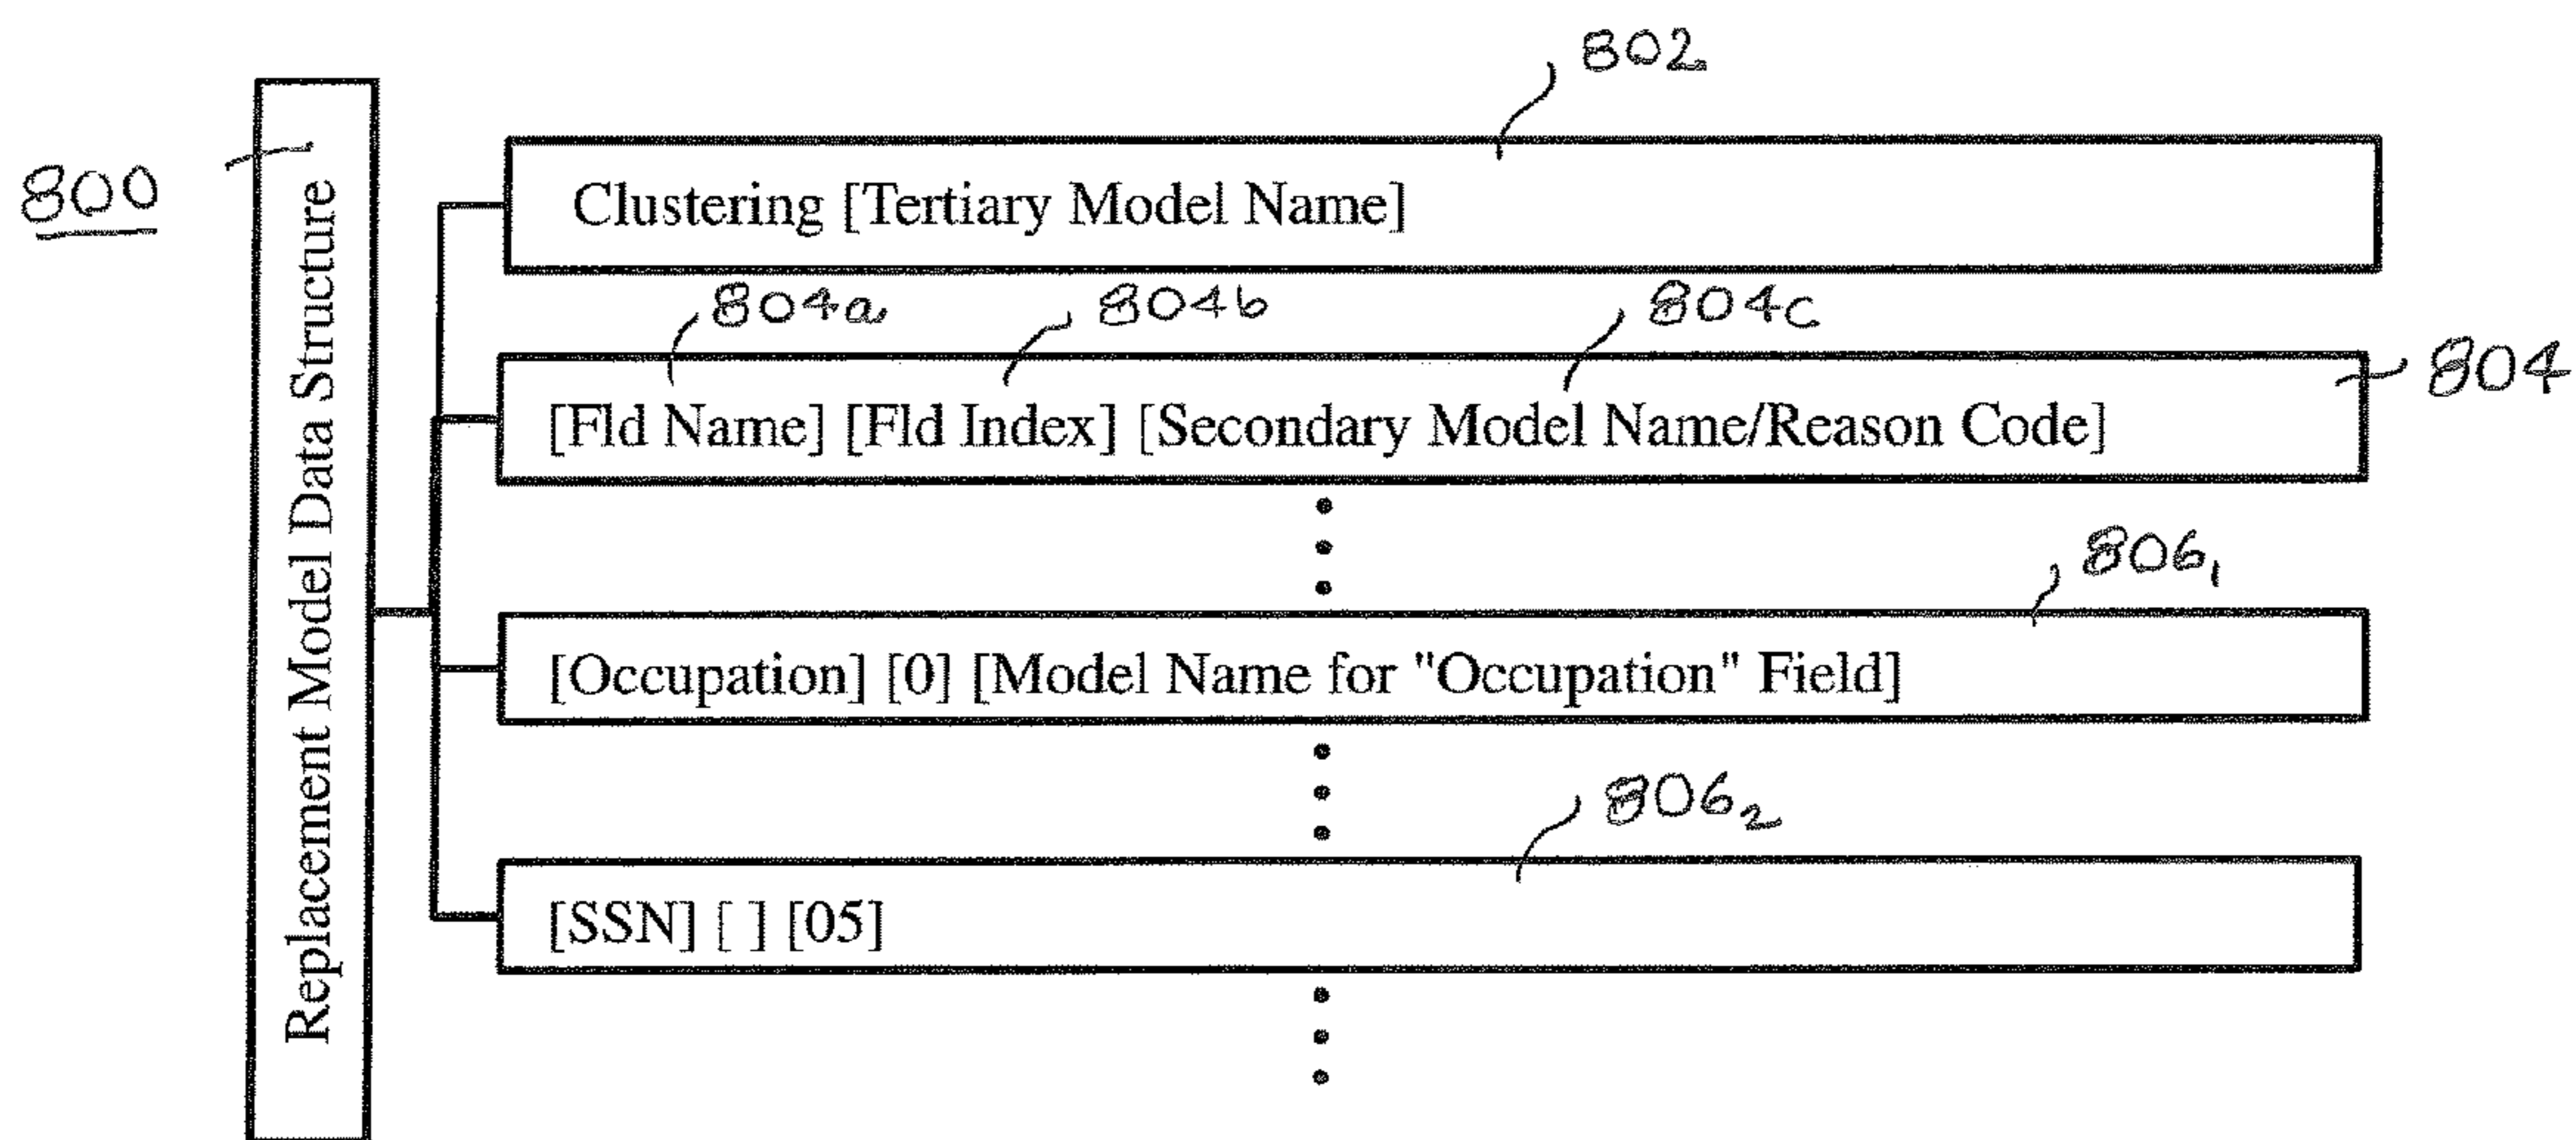 802
800
Replacement Model Data Structure
Clustering [Tertiary Model Name]
804a 804b 804c
804
[Fld Name] [Fld Index] [Secondary Model Name/Reason Code]
806₁
[Occupation] [0] [Model Name for "Occupation" Field]
806₂
[SSN] [ ] [05]